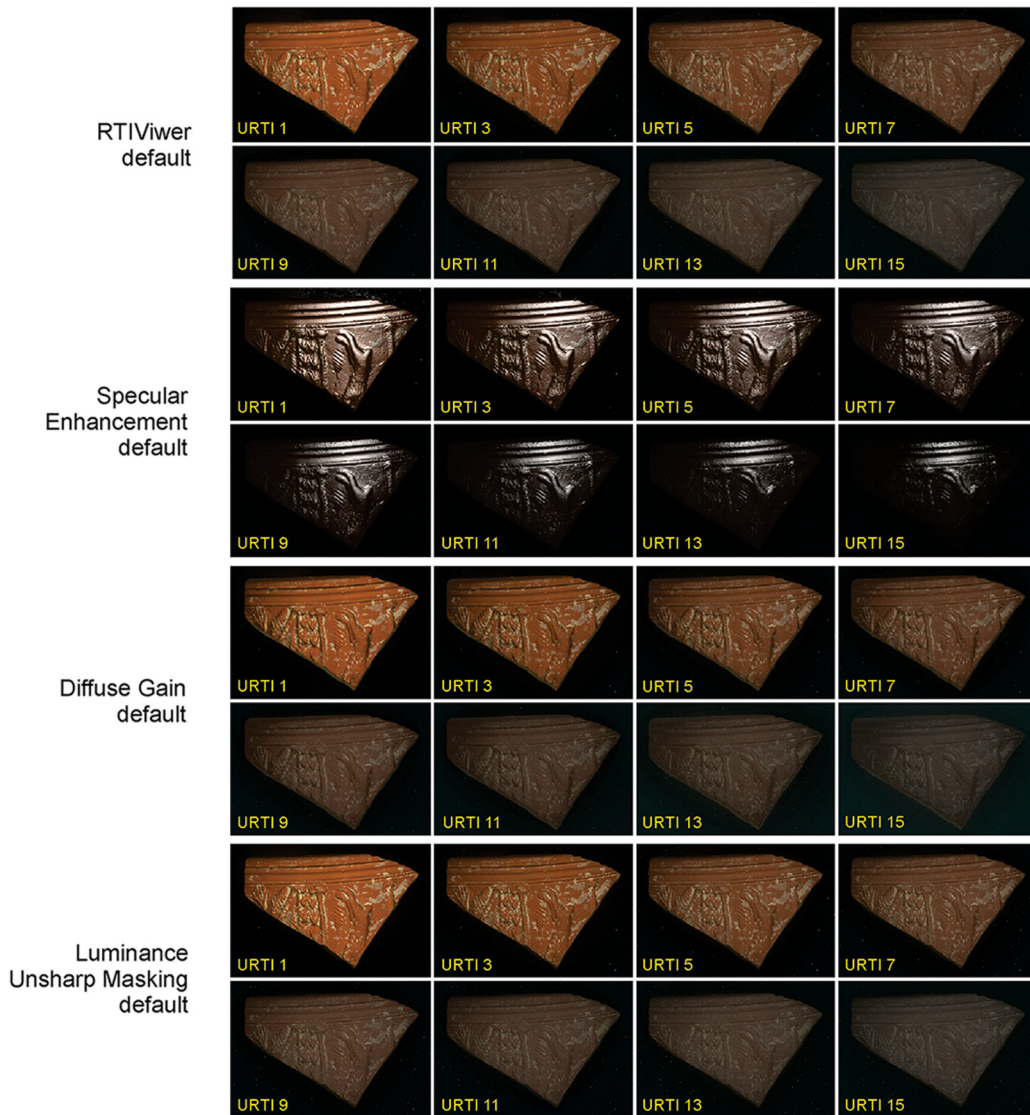 RTIViwer
default
URTI 1
URTI 3
URTI 5
URTI 7
URTI 9
URTI 11
URTI 13
URTI 15
Specular
Enhancement
default
URTI 1
URTI 3
URTI 5
URTI 7
URTI 9
URTI 11
URTI 13
URTI 15
Diffuse Gain
default
URTI 1
URTI 3
URTI 5
URTI 7
URTI 9
URTI 11
URTI 13
URTI 15
Luminance
Unsharp Masking
default
URTI 1
URTI 3
URTI 5
URTI 7
URTI 9
URTI 11
URTI 13
URTI 15